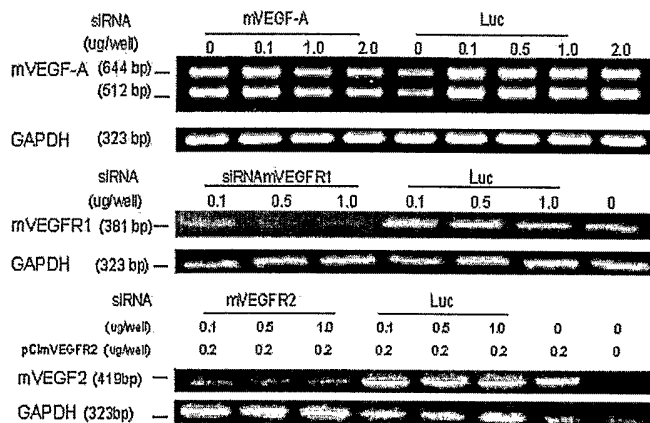 siRNA mVEGF-A Luc
(ug/well) 0 0.1 1.0 2.0 0 0.1 0.5 1.0 2.0
mVEGF-A (644 bp)
(512 bp)
GAPDH (323 bp)
siRNA siRNAmVEGFR1 Luc
(ug/well) 0.1 0.5 1.0 0.1 0.5 1.0 0
mVEGFR1 (381 bp)
GAPDH (323 bp)
siRNA mVEGFR2 Luc
(ug/well) 0.1 0.5 1.0 0.1 0.5 1.0 0 0
pCImVEGFR2 (ug/well) 0.2 0.2 0.2 0.2 0.2 0.2 0.2 0
mVEGF2 (419bp)
GAPDH (323bp)